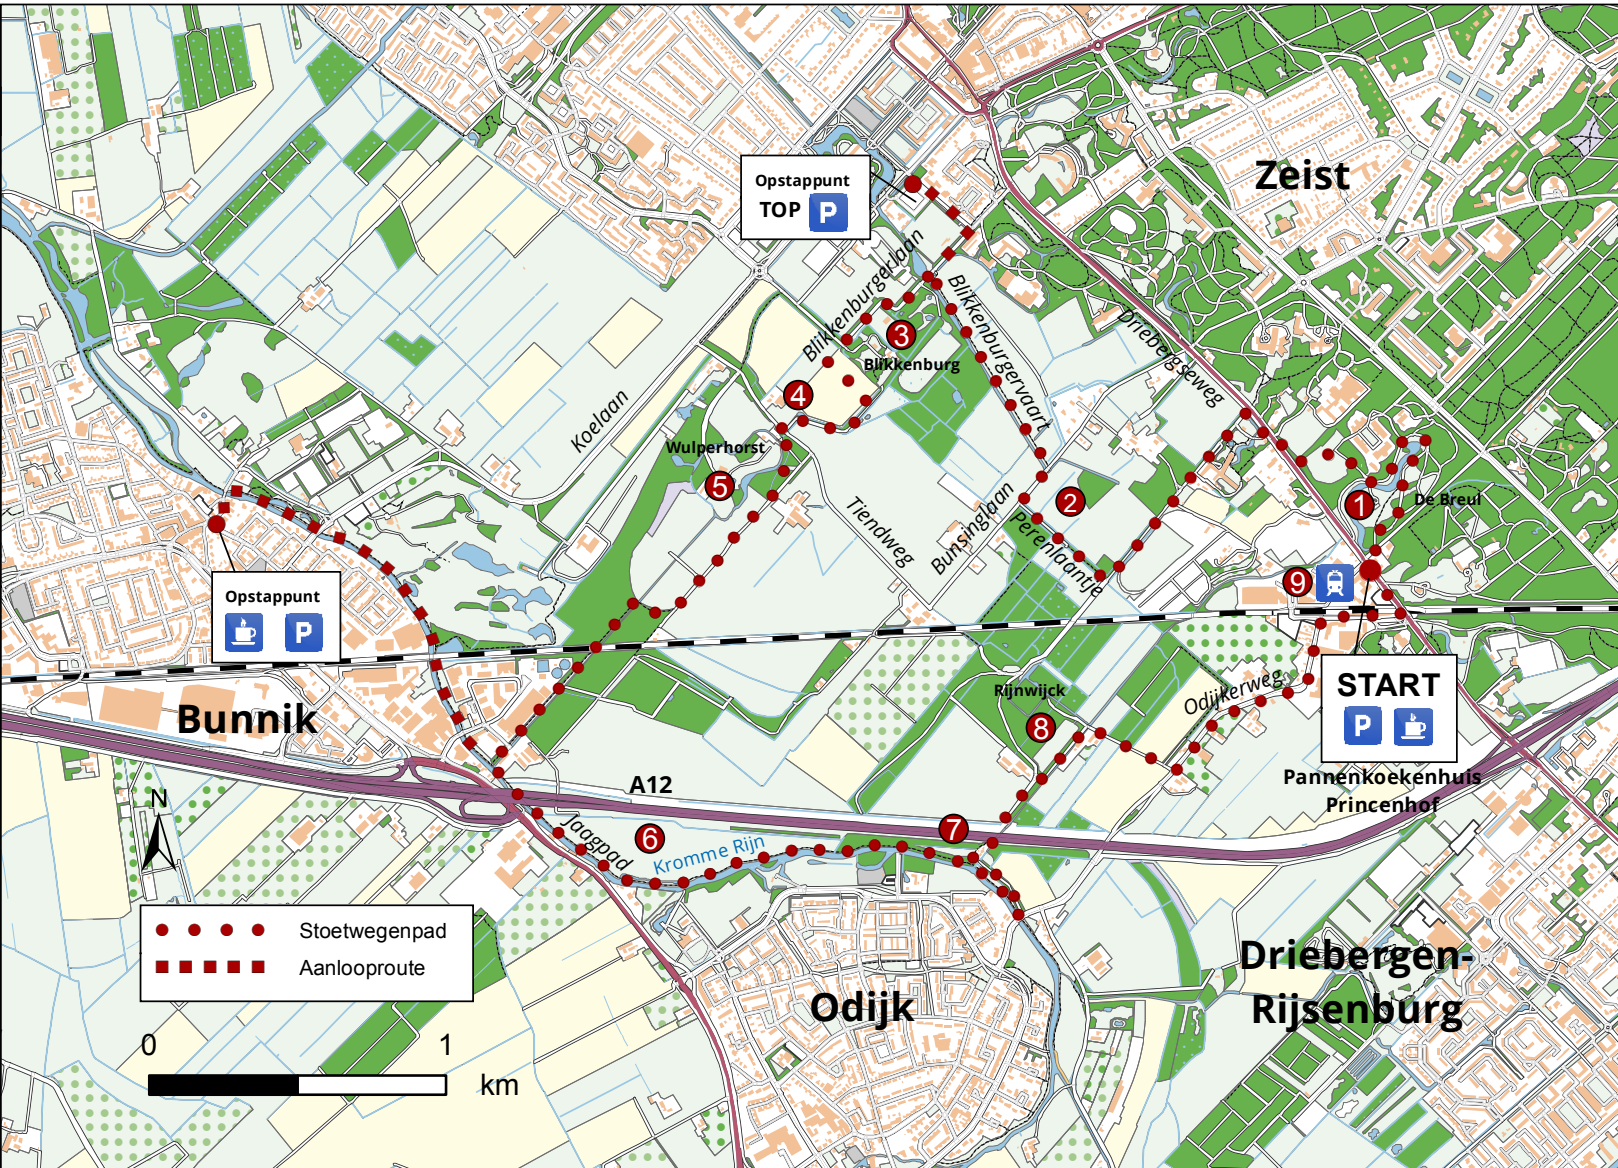 Zeist
Opstappunt
TOP P
Blikkenburgerlaan
Blikkenburgervaart
Driebergseweg
3
Blikkenburg
4
Koelaan
Wulperhorst
5
2
1
De Breul
Tiendweg
Bunsinglaan
Perenlaantje
9
Opstappunt
P
START
P
Pannenkoekenhuis
Princenhof
Rijnwijck
8
Odijkerweg
Bunnik
A12
N
Jaagpad
6
Kromme Rijn
7
Stoetwegenpad
Aanlooproute
Odijk
Driebergen-
Rijsenburg
0 1
km